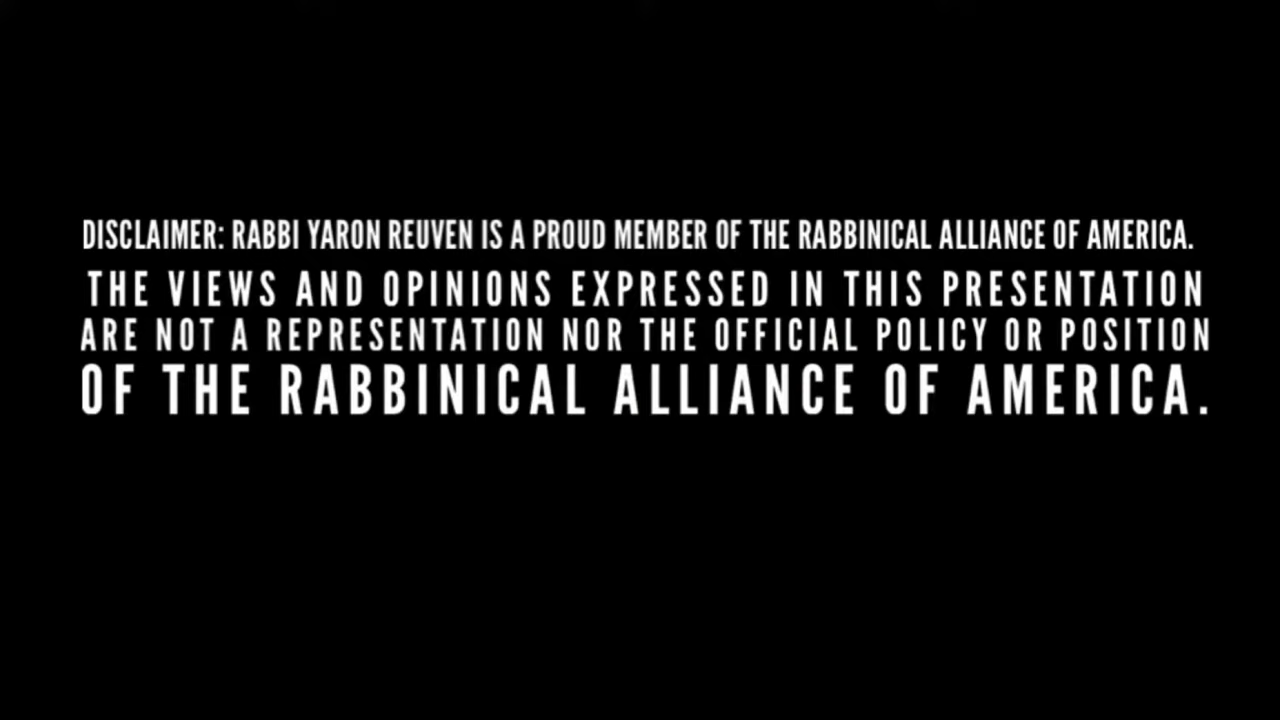 DISCLAIMER: RABBI YARON REUVEN IS A PROUD MEMBER OF THE RABBINICAL ALLIANCE OF AMERICA.
THE VIEWS AND OPINIONS EXPRESSED IN THIS PRESENTATION
ARE NOT A REPRESENTATION NOR THE OFFICIAL POLICY OR POSITION
OF THE RABBINICAL ALLIANCE OF AMERICA.